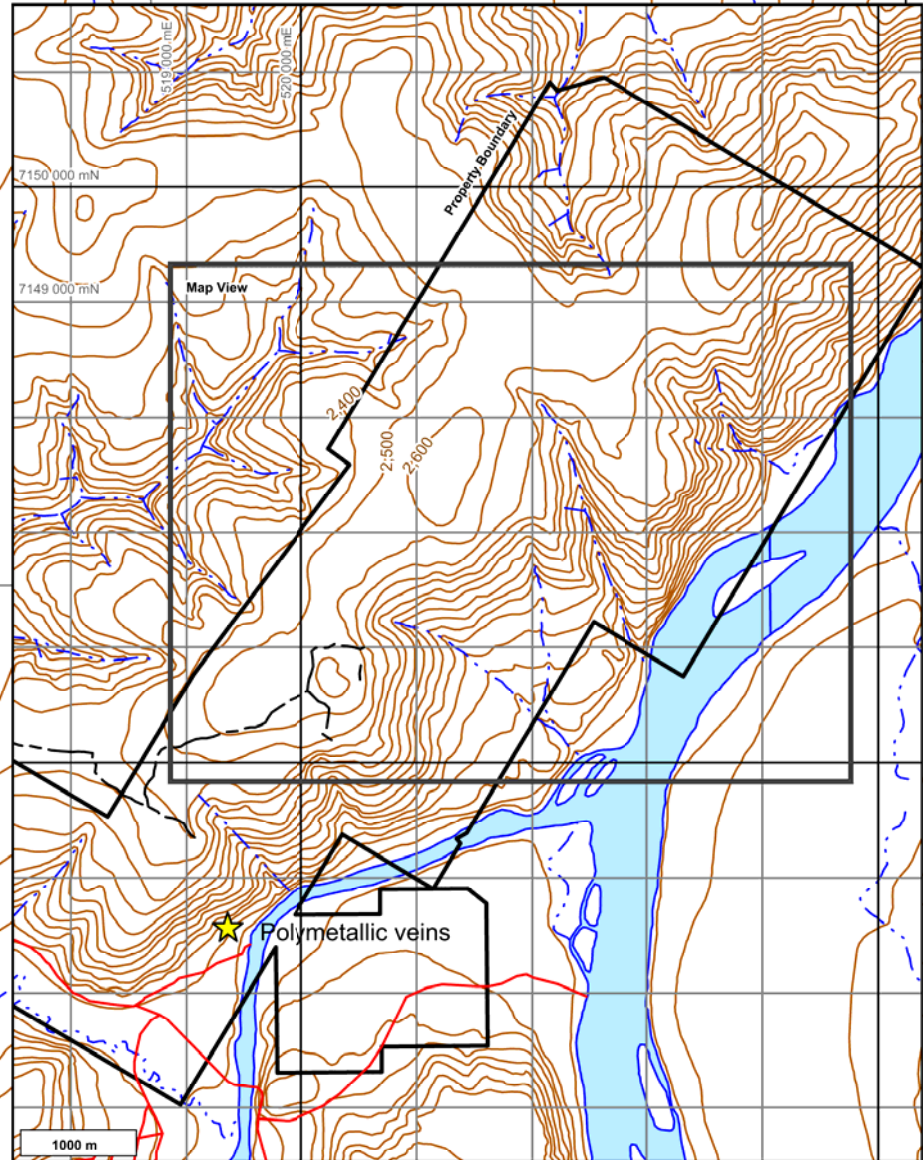 519 000 mE
520 000 mE
Property Boundary
7150 000 mN
Map View
7149 000 mN
2,400
2,500
2,600
Polymetallic veins
1000 m